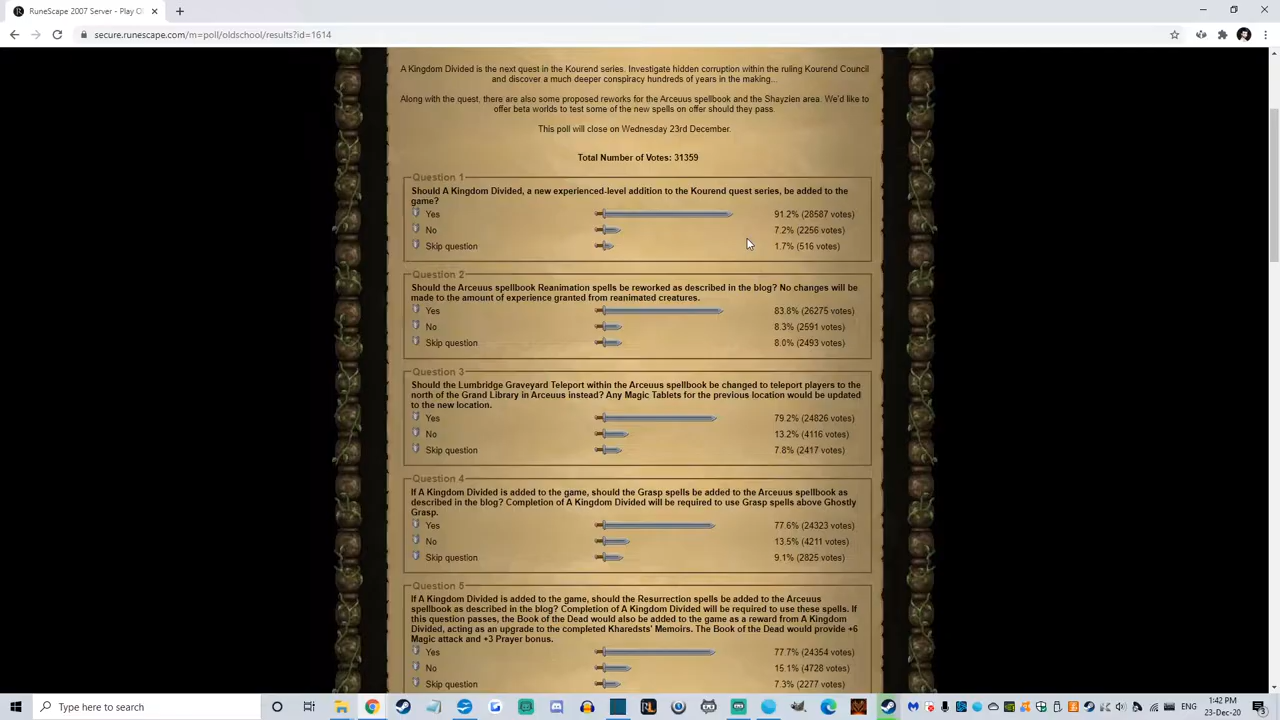 RuneScape 2007 Server - Play O
secure.runescape.com/m=poll/oldschool/results?id=1614
A Kingdom Divided is the next quest in the Kourend series. Investigate hidden corruption within the ruling Kourend Council
and discover a much deeper conspiracy hundreds of years in the making...
Along with the quest, there are also some proposed reworks for the Arceuus spellbook and the Shayzien area. We'd like to
offer beta worlds to test some of the new spells on offer should they pass.
This poll will close on Wednesday 23rd December.
Total Number of Votes: 31359
Question 1
Should A Kingdom Divided, a new experienced-level addition to the Kourend quest series, be added to the
game?
Yes 91.2% (28587 votes)
No 7.2% (2256 votes)
Skip question 1.7% (516 votes)
Question 2
Should the Arceuus spellbook Reanimation spells be reworked as described in the blog? No changes will be
made to the amount of experience granted from reanimated creatures.
Yes 83.8% (26275 votes)
No 8.3% (2591 votes)
Skip question 8.0% (2493 votes)
Question 3
Should the Lumbridge Graveyard Teleport within the Arceuus spellbook be changed to teleport players to the
north of the Grand Library in Arceuus instead? Any Magic Tablets for the previous location would be updated
to the new location.
Yes 79.2% (24826 votes)
No 13.2% (4116 votes)
Skip question 7.8% (2417 votes)
Question 4
If A Kingdom Divided is added to the game, should the Grasp spells be added to the Arceuus spellbook as
described in the blog? Completion of A Kingdom Divided will be required to use Grasp spells above Ghostly
Grasp.
Yes 77.6% (24323 votes)
No 13.5% (4211 votes)
Skip question 9.1% (2825 votes)
Question 5
If A Kingdom Divided is added to the game, should the Resurrection spells be added to the Arceuus
spellbook as described in the blog? Completion of A Kingdom Divided will be required to use these spells. If
this question passes, the Book of the Dead would also be added to the game as a reward from A Kingdom
Divided, acting as an upgrade to the completed Kharedsts' Memoirs. The Book of the Dead would provide +6
Magic attack and +3 Prayer bonus.
Yes 77.7% (24354 votes)
No 15.1% (4728 votes)
Skip question 7.3% (2277 votes)
Type here to search
1:42 PM
23-Dec-20